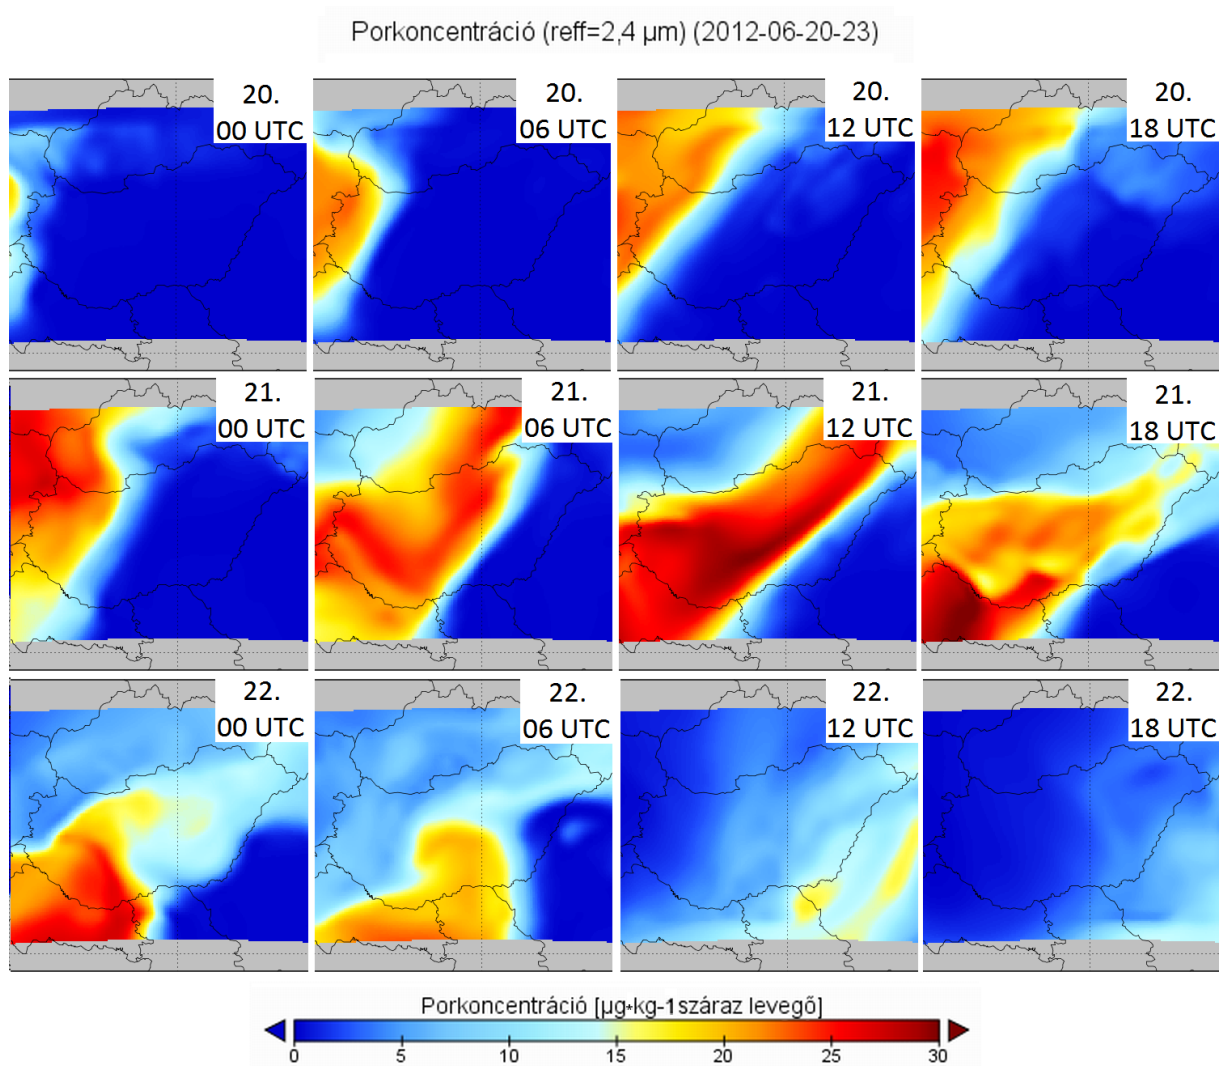 Porkoncentráció (reff=2,4 µm) (2012-06-20-23)
20.
00 UTC
20.
06 UTC
20.
12 UTC
20.
18 UTC
21.
00 UTC
21.
06 UTC
21.
12 UTC
21.
18 UTC
22.
00 UTC
22.
06 UTC
22.
12 UTC
22.
18 UTC
Porkoncentráció [µg*kg-1száraz levegő]
0 5 10 15 20 25 30